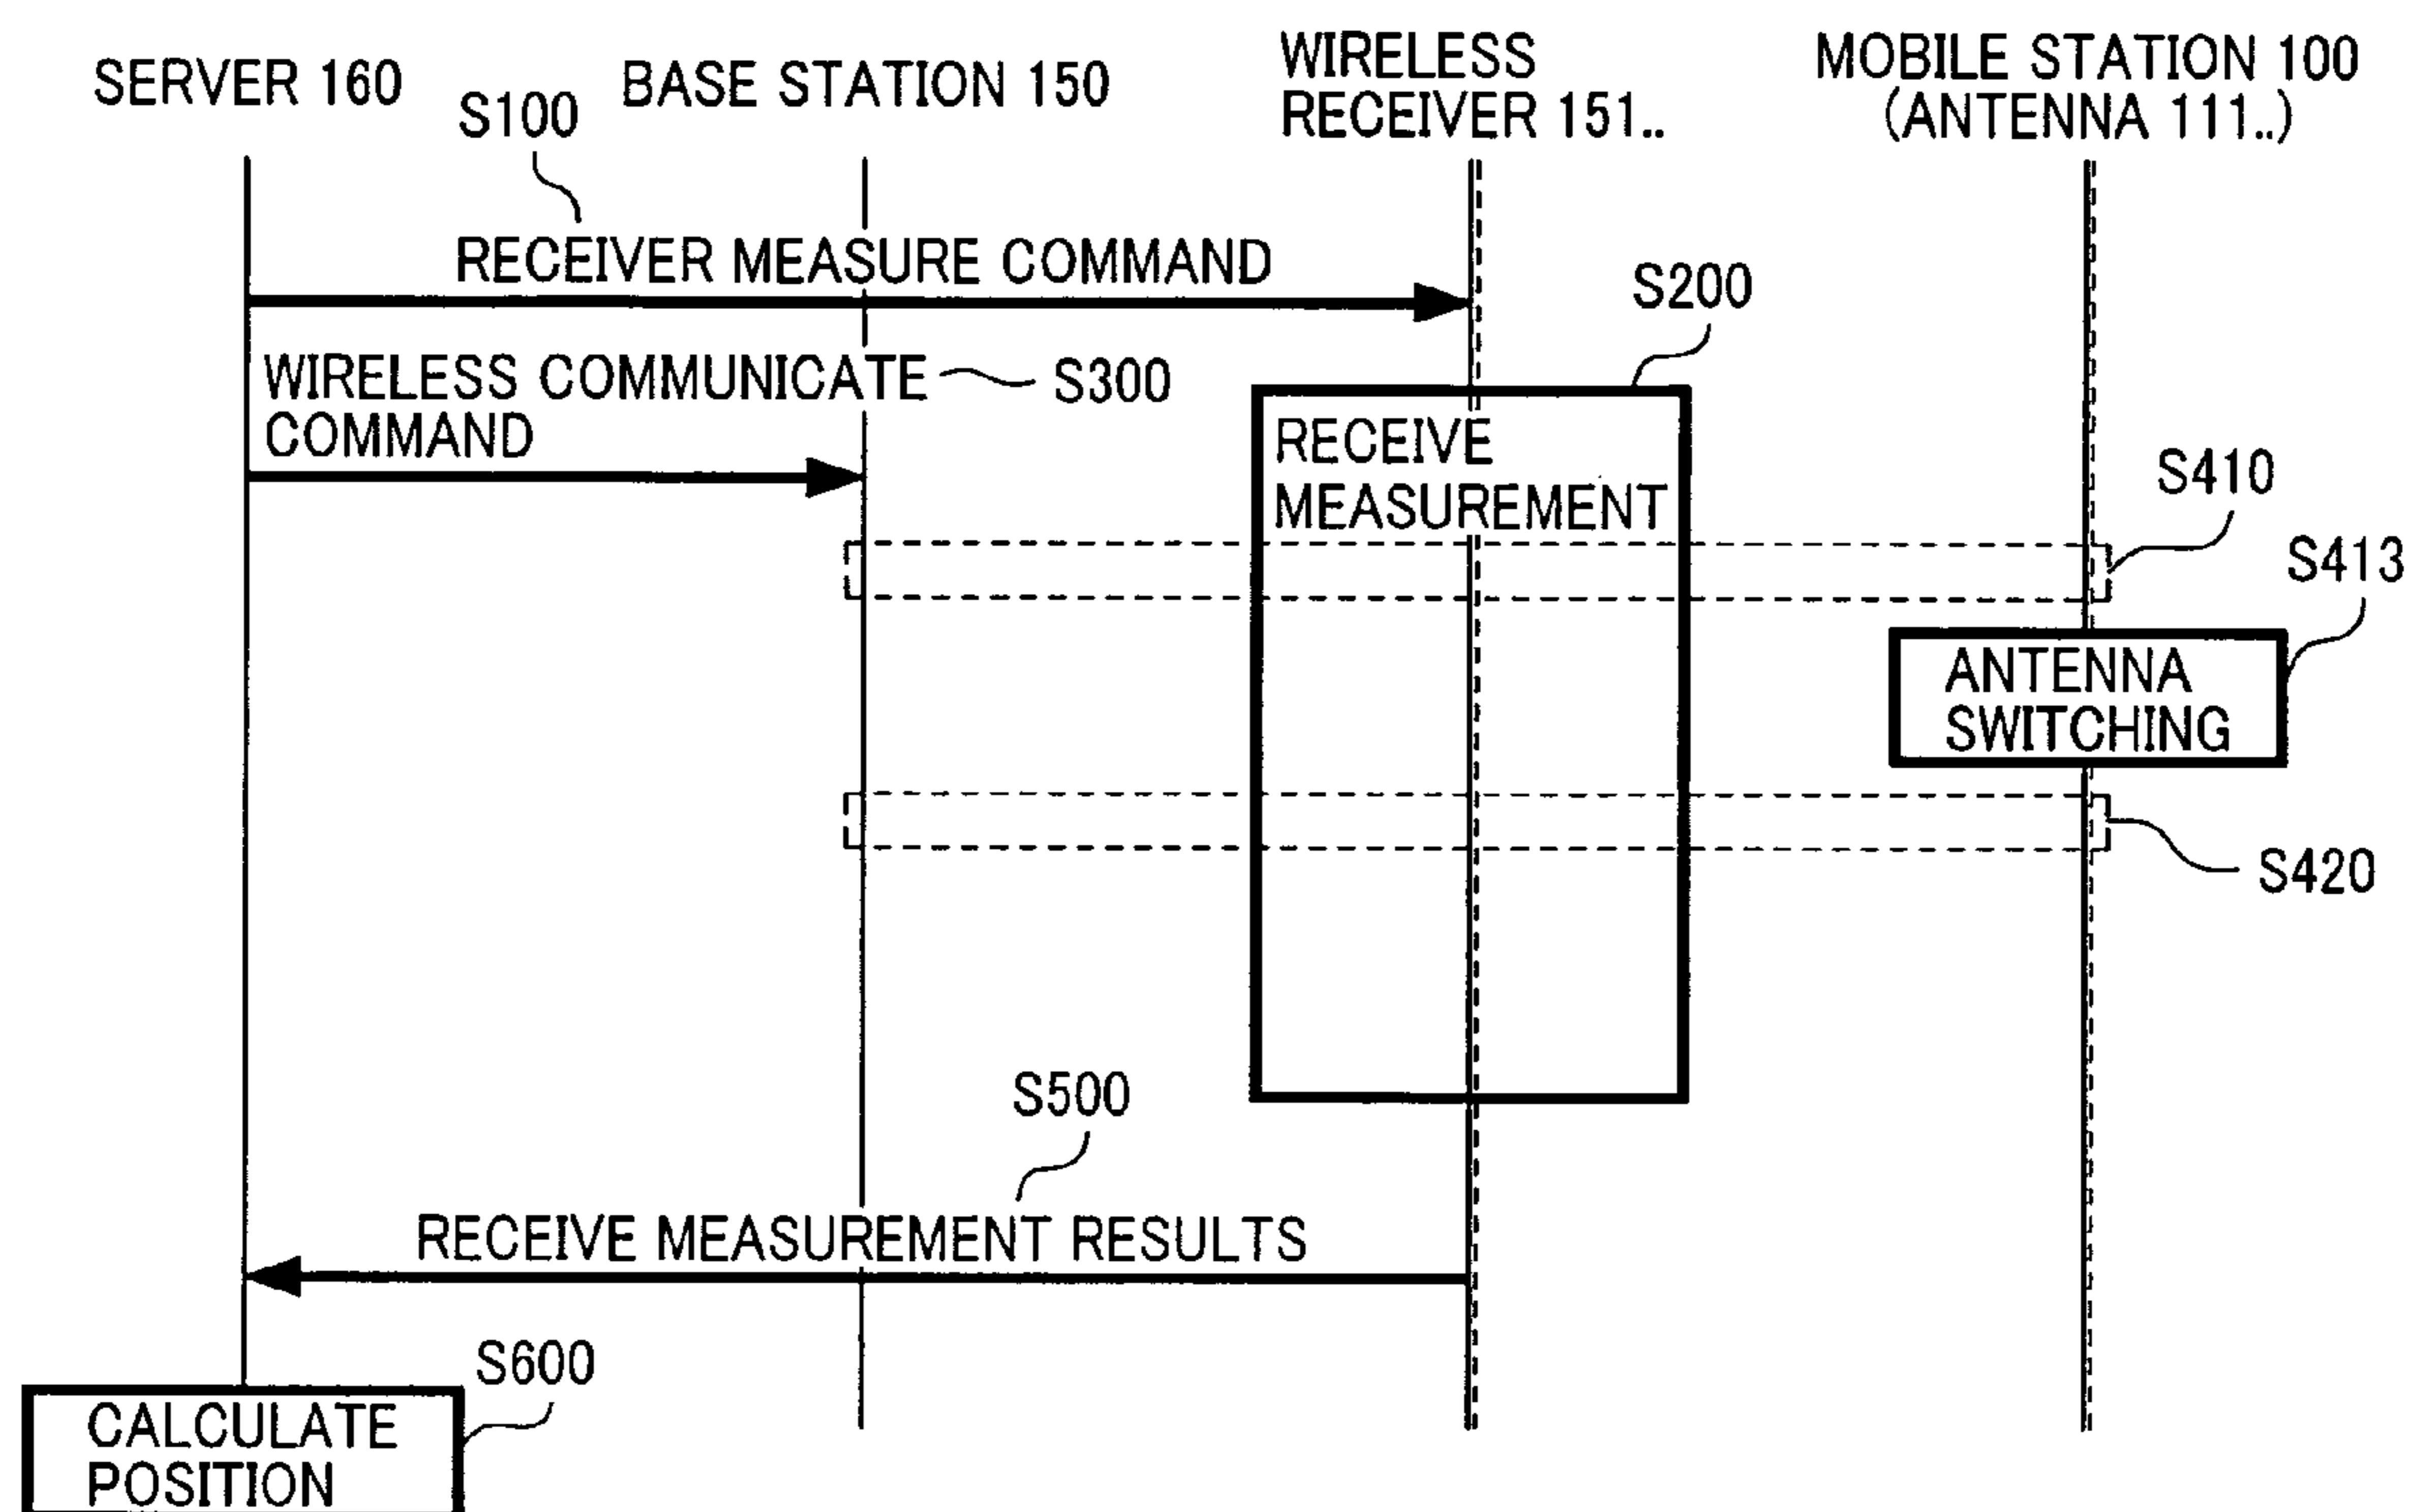 SERVER 160
BASE STATION 150
WIRELESS
RECEIVER 151..
MOBILE STATION 100
(ANTENNA 111..)
S100
RECEIVER MEASURE COMMAND
S200
WIRELESS COMMUNICATE
COMMAND
S300
RECEIVE
MEASUREMENT
S410
S413
ANTENNA
SWITCHING
S420
S500
RECEIVE MEASUREMENT RESULTS
S600
CALCULATE
POSITION